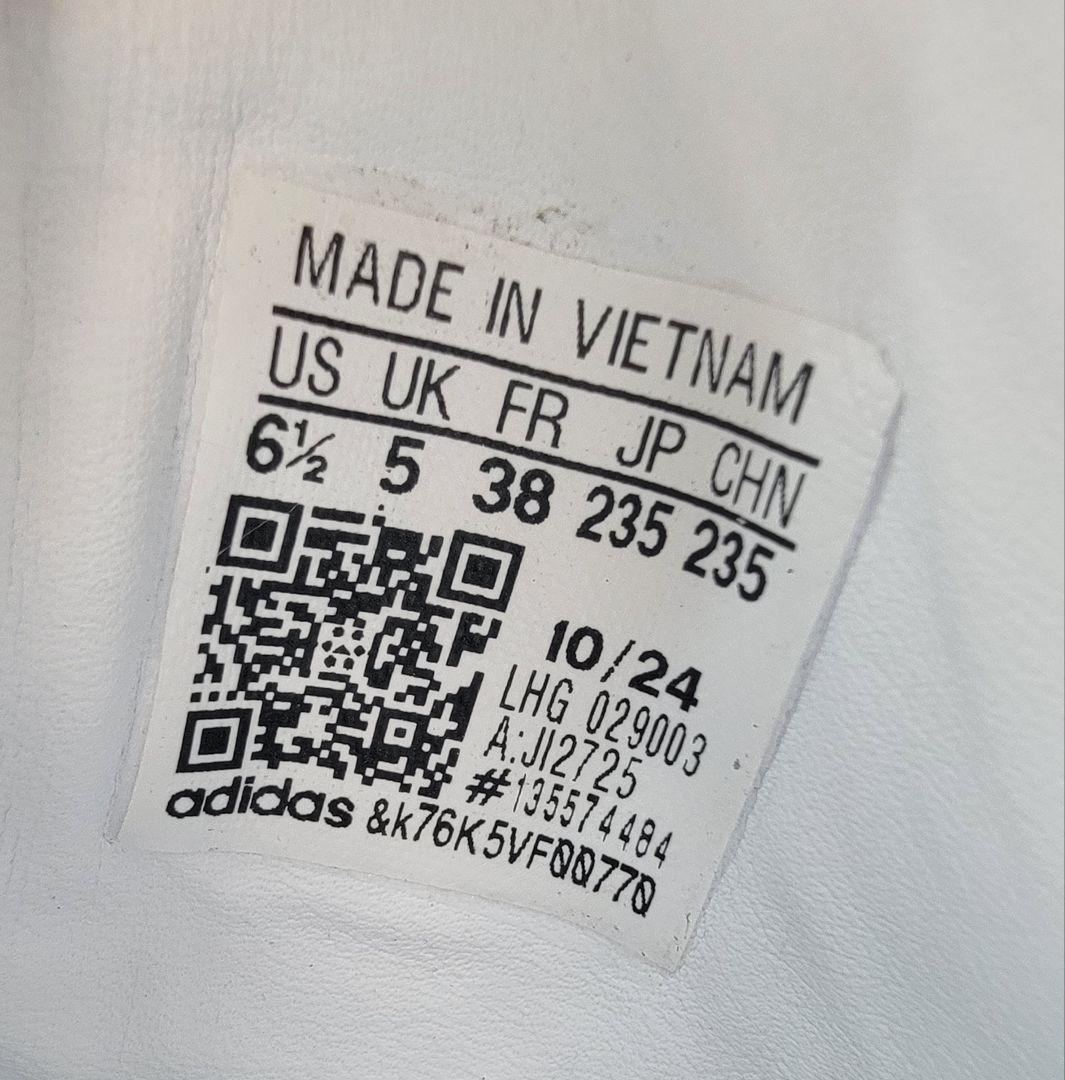 MADE IN VIETNAM
US UK FR JP CHN
6½ 5 38 235 235
10/24
LHG 029003
A:JI2725
#135574484
adidas &k76K5VF00770